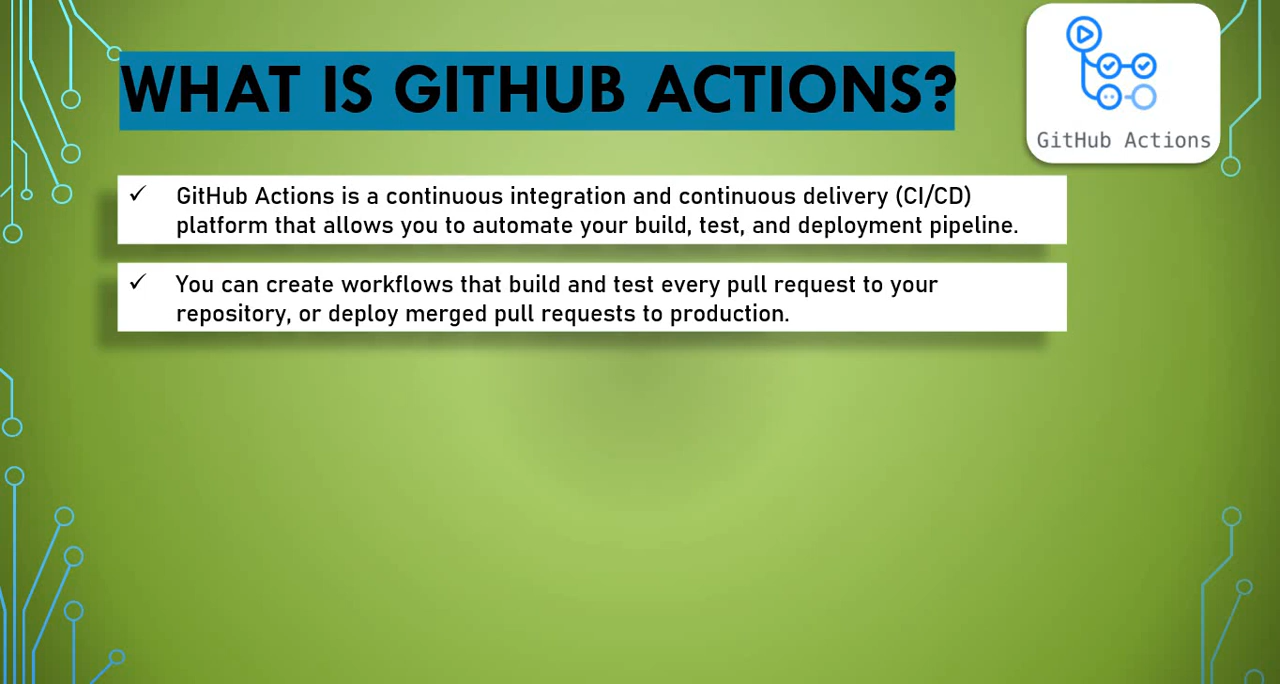 WHAT IS GITHUB ACTIONS?
GitHub Actions
✓ GitHub Actions is a continuous integration and continuous delivery (CI/CD)
platform that allows you to automate your build, test, and deployment pipeline.
✓ You can create workflows that build and test every pull request to your
repository, or deploy merged pull requests to production.